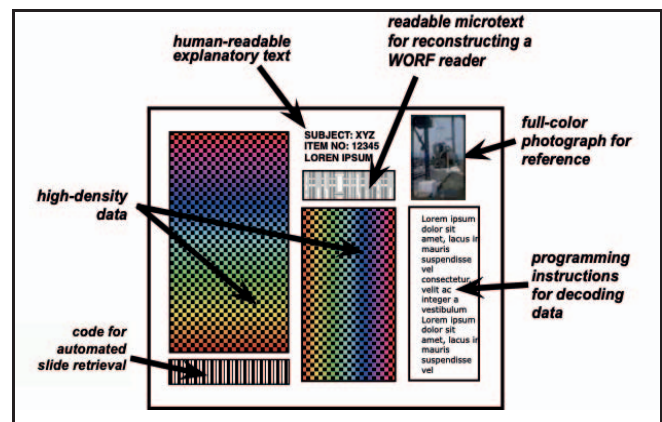 human-readable
explanatory text
readable microtext
for reconstructing a
WORF reader
full-color
photograph for
reference
high-density
data
code for
automated
slide retrieval
programming
instructions
for decoding
data
SUBJECT: XYZ
ITEM NO: 12345
LOREN IPSUM
Lorem ipsum
dolor sit
amet, lacus in
mauris
suspendisse
vel
consectetur,
velit ac
integer a
vestibulum
Lorem ipsum
dolor sit
amet, lacus in
mauris
suspendisse
vel